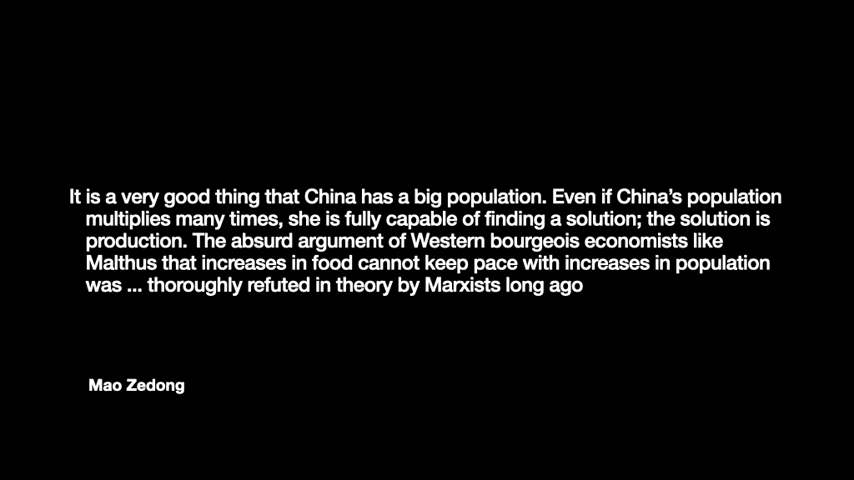 It is a very good thing that China has a big population. Even if China's population
multiplies many times, she is fully capable of finding a solution; the solution is
production. The absurd argument of Western bourgeois economists like
Malthus that increases in food cannot keep pace with increases in population
was ... thoroughly refuted in theory by Marxists long ago
Mao Zedong